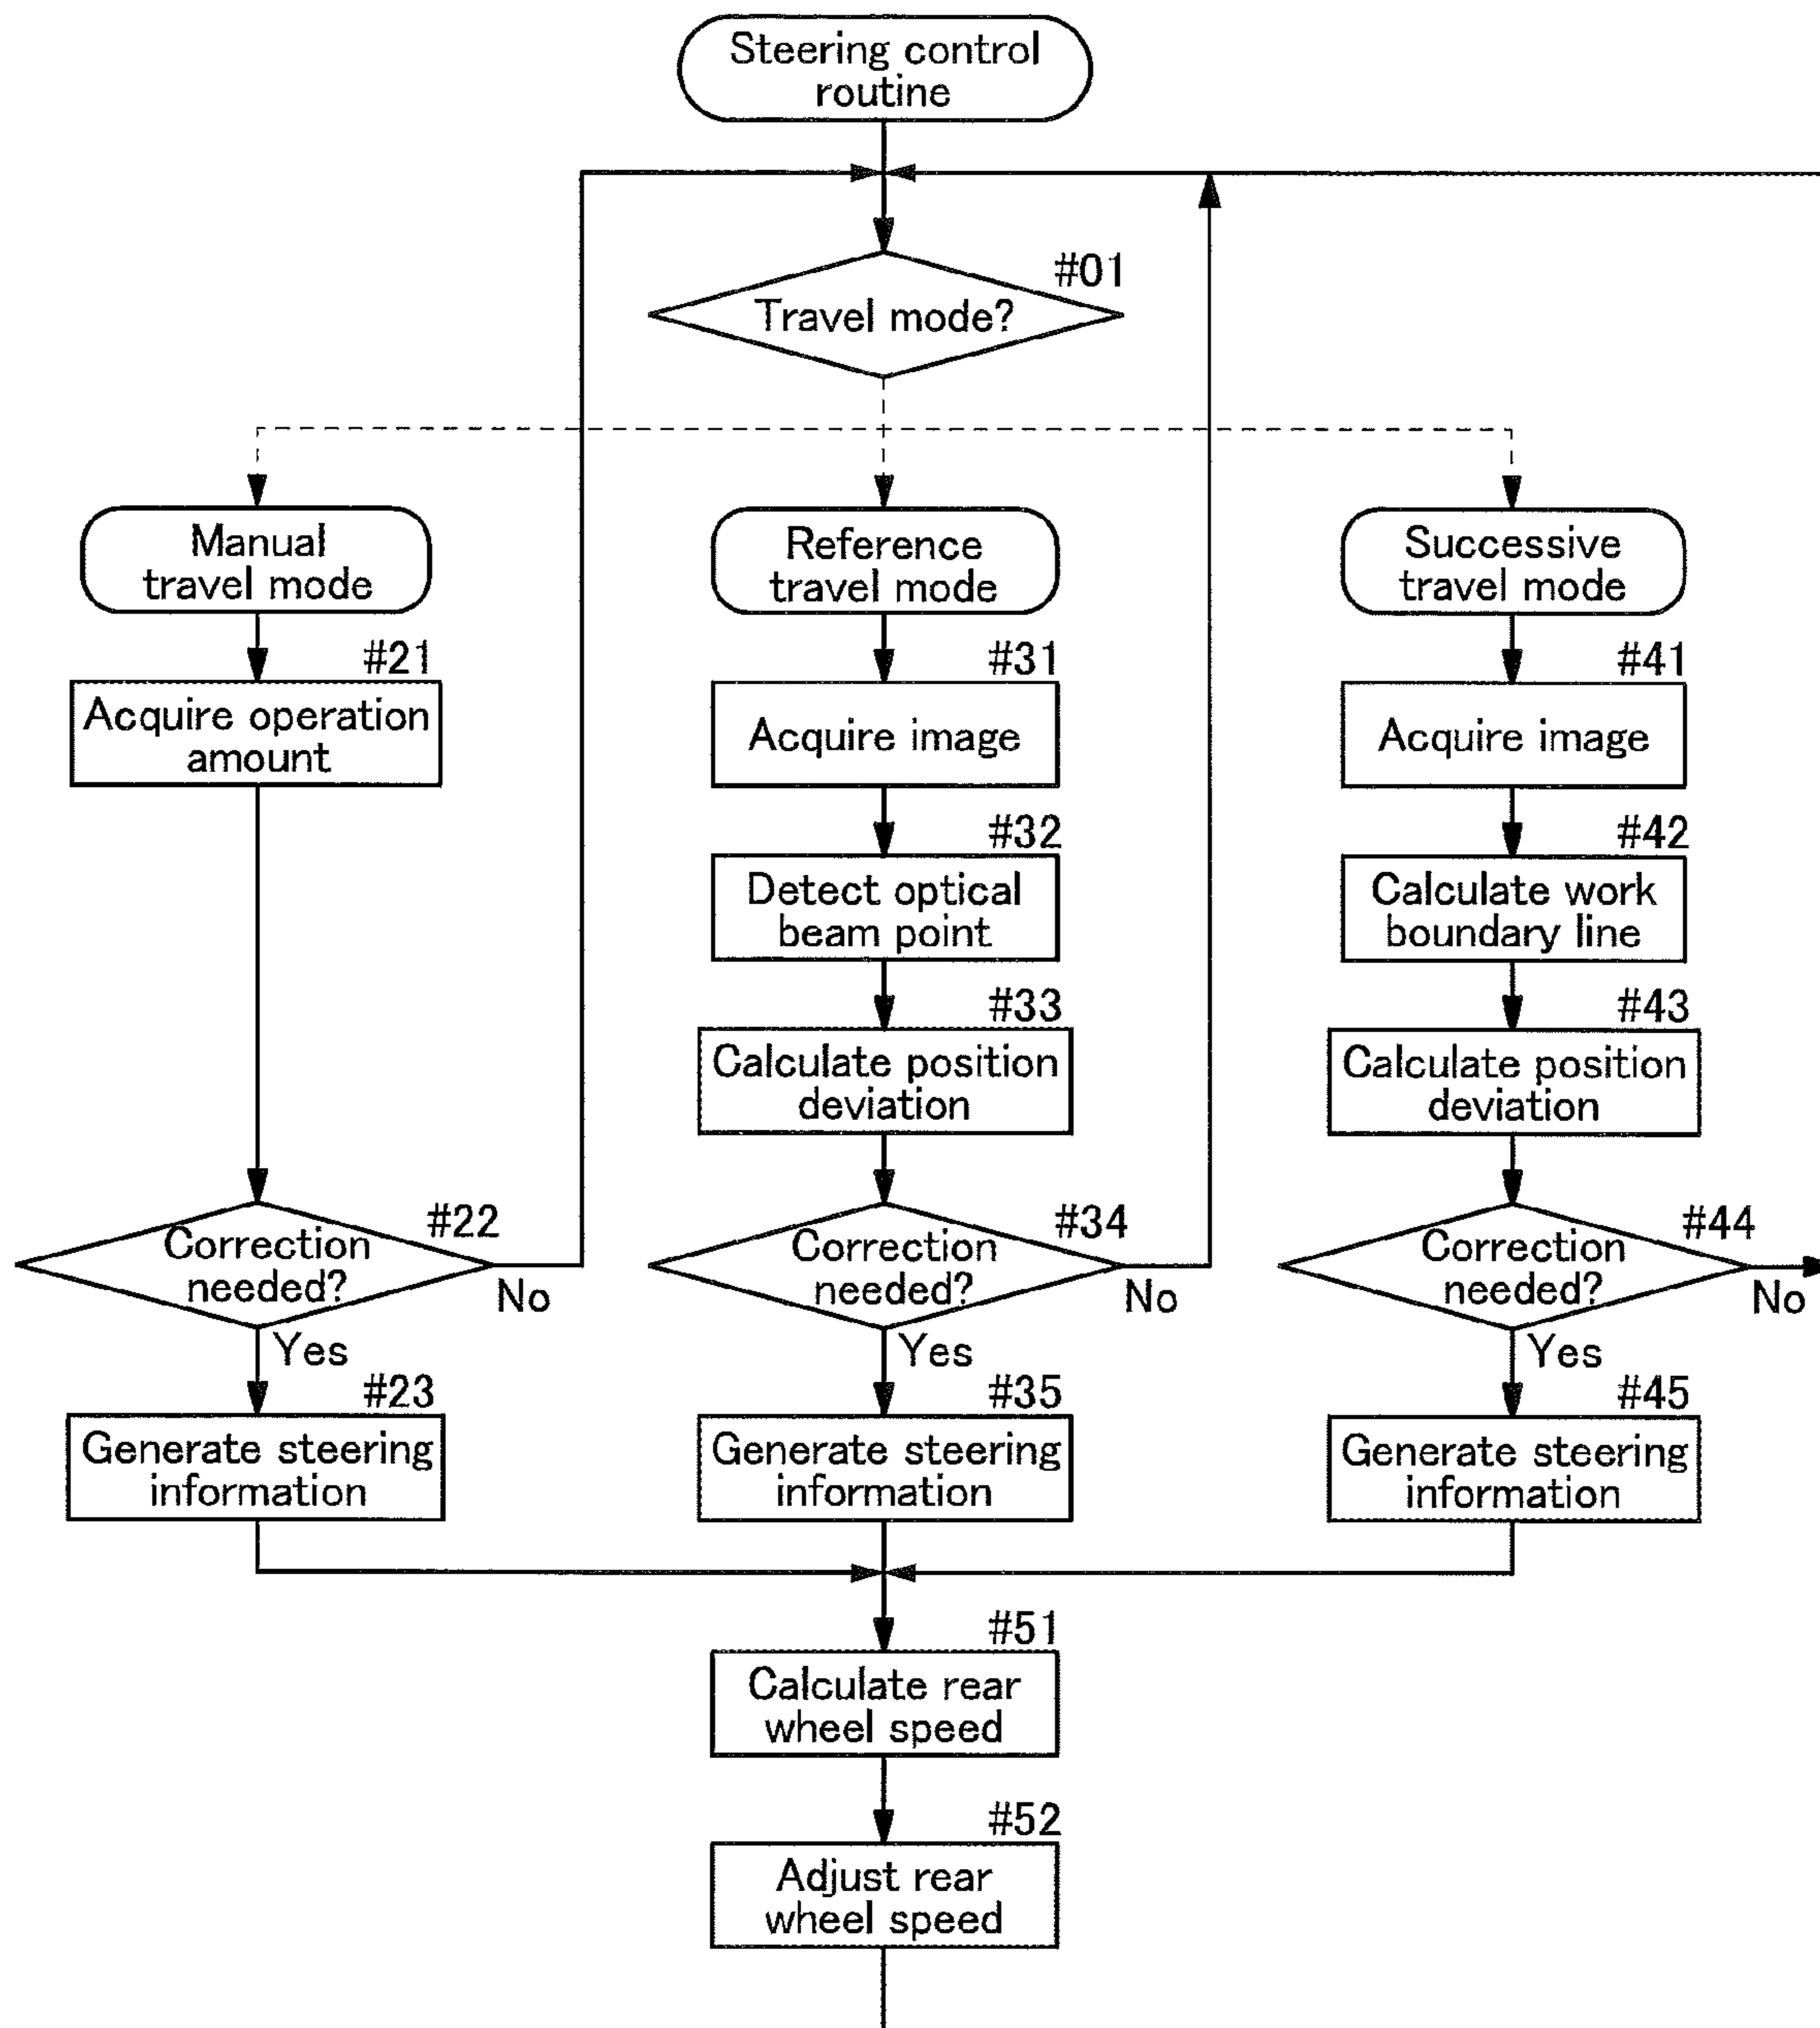 Steering control
routine
#01
Travel mode?
Manual
travel mode
#21
Acquire operation
amount
#22
Correction
needed?
No
Yes
#23
Generate steering
information
Reference
travel mode
#31
Acquire image
#32
Detect optical
beam point
#33
Calculate position
deviation
#34
Correction
needed?
No
Yes
#35
Generate steering
information
Successive
travel mode
#41
Acquire image
#42
Calculate work
boundary line
#43
Calculate position
deviation
#44
Correction
needed?
No
Yes
#45
Generate steering
information
#51
Calculate rear
wheel speed
#52
Adjust rear
wheel speed